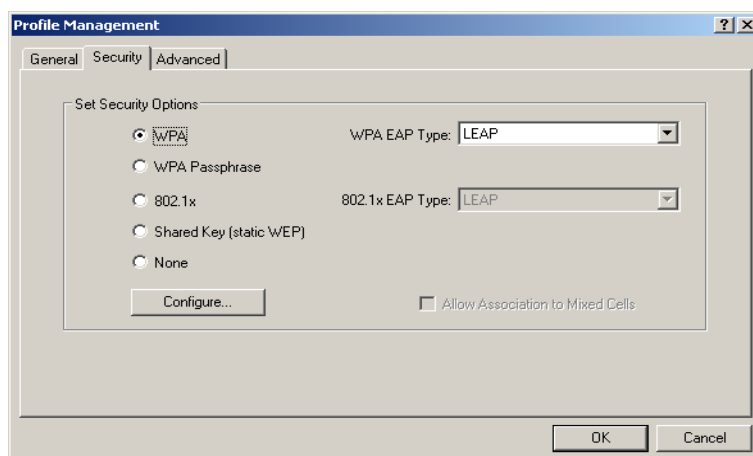 Profile Management
General Security Advanced
Set Security Options
WPA WPA EAP Type: LEAP
WPA Passphrase
802.1x 802.1x EAP Type: LEAP
Shared Key (static WEP)
None
Configure... Allow Association to Mixed Cells
OK Cancel